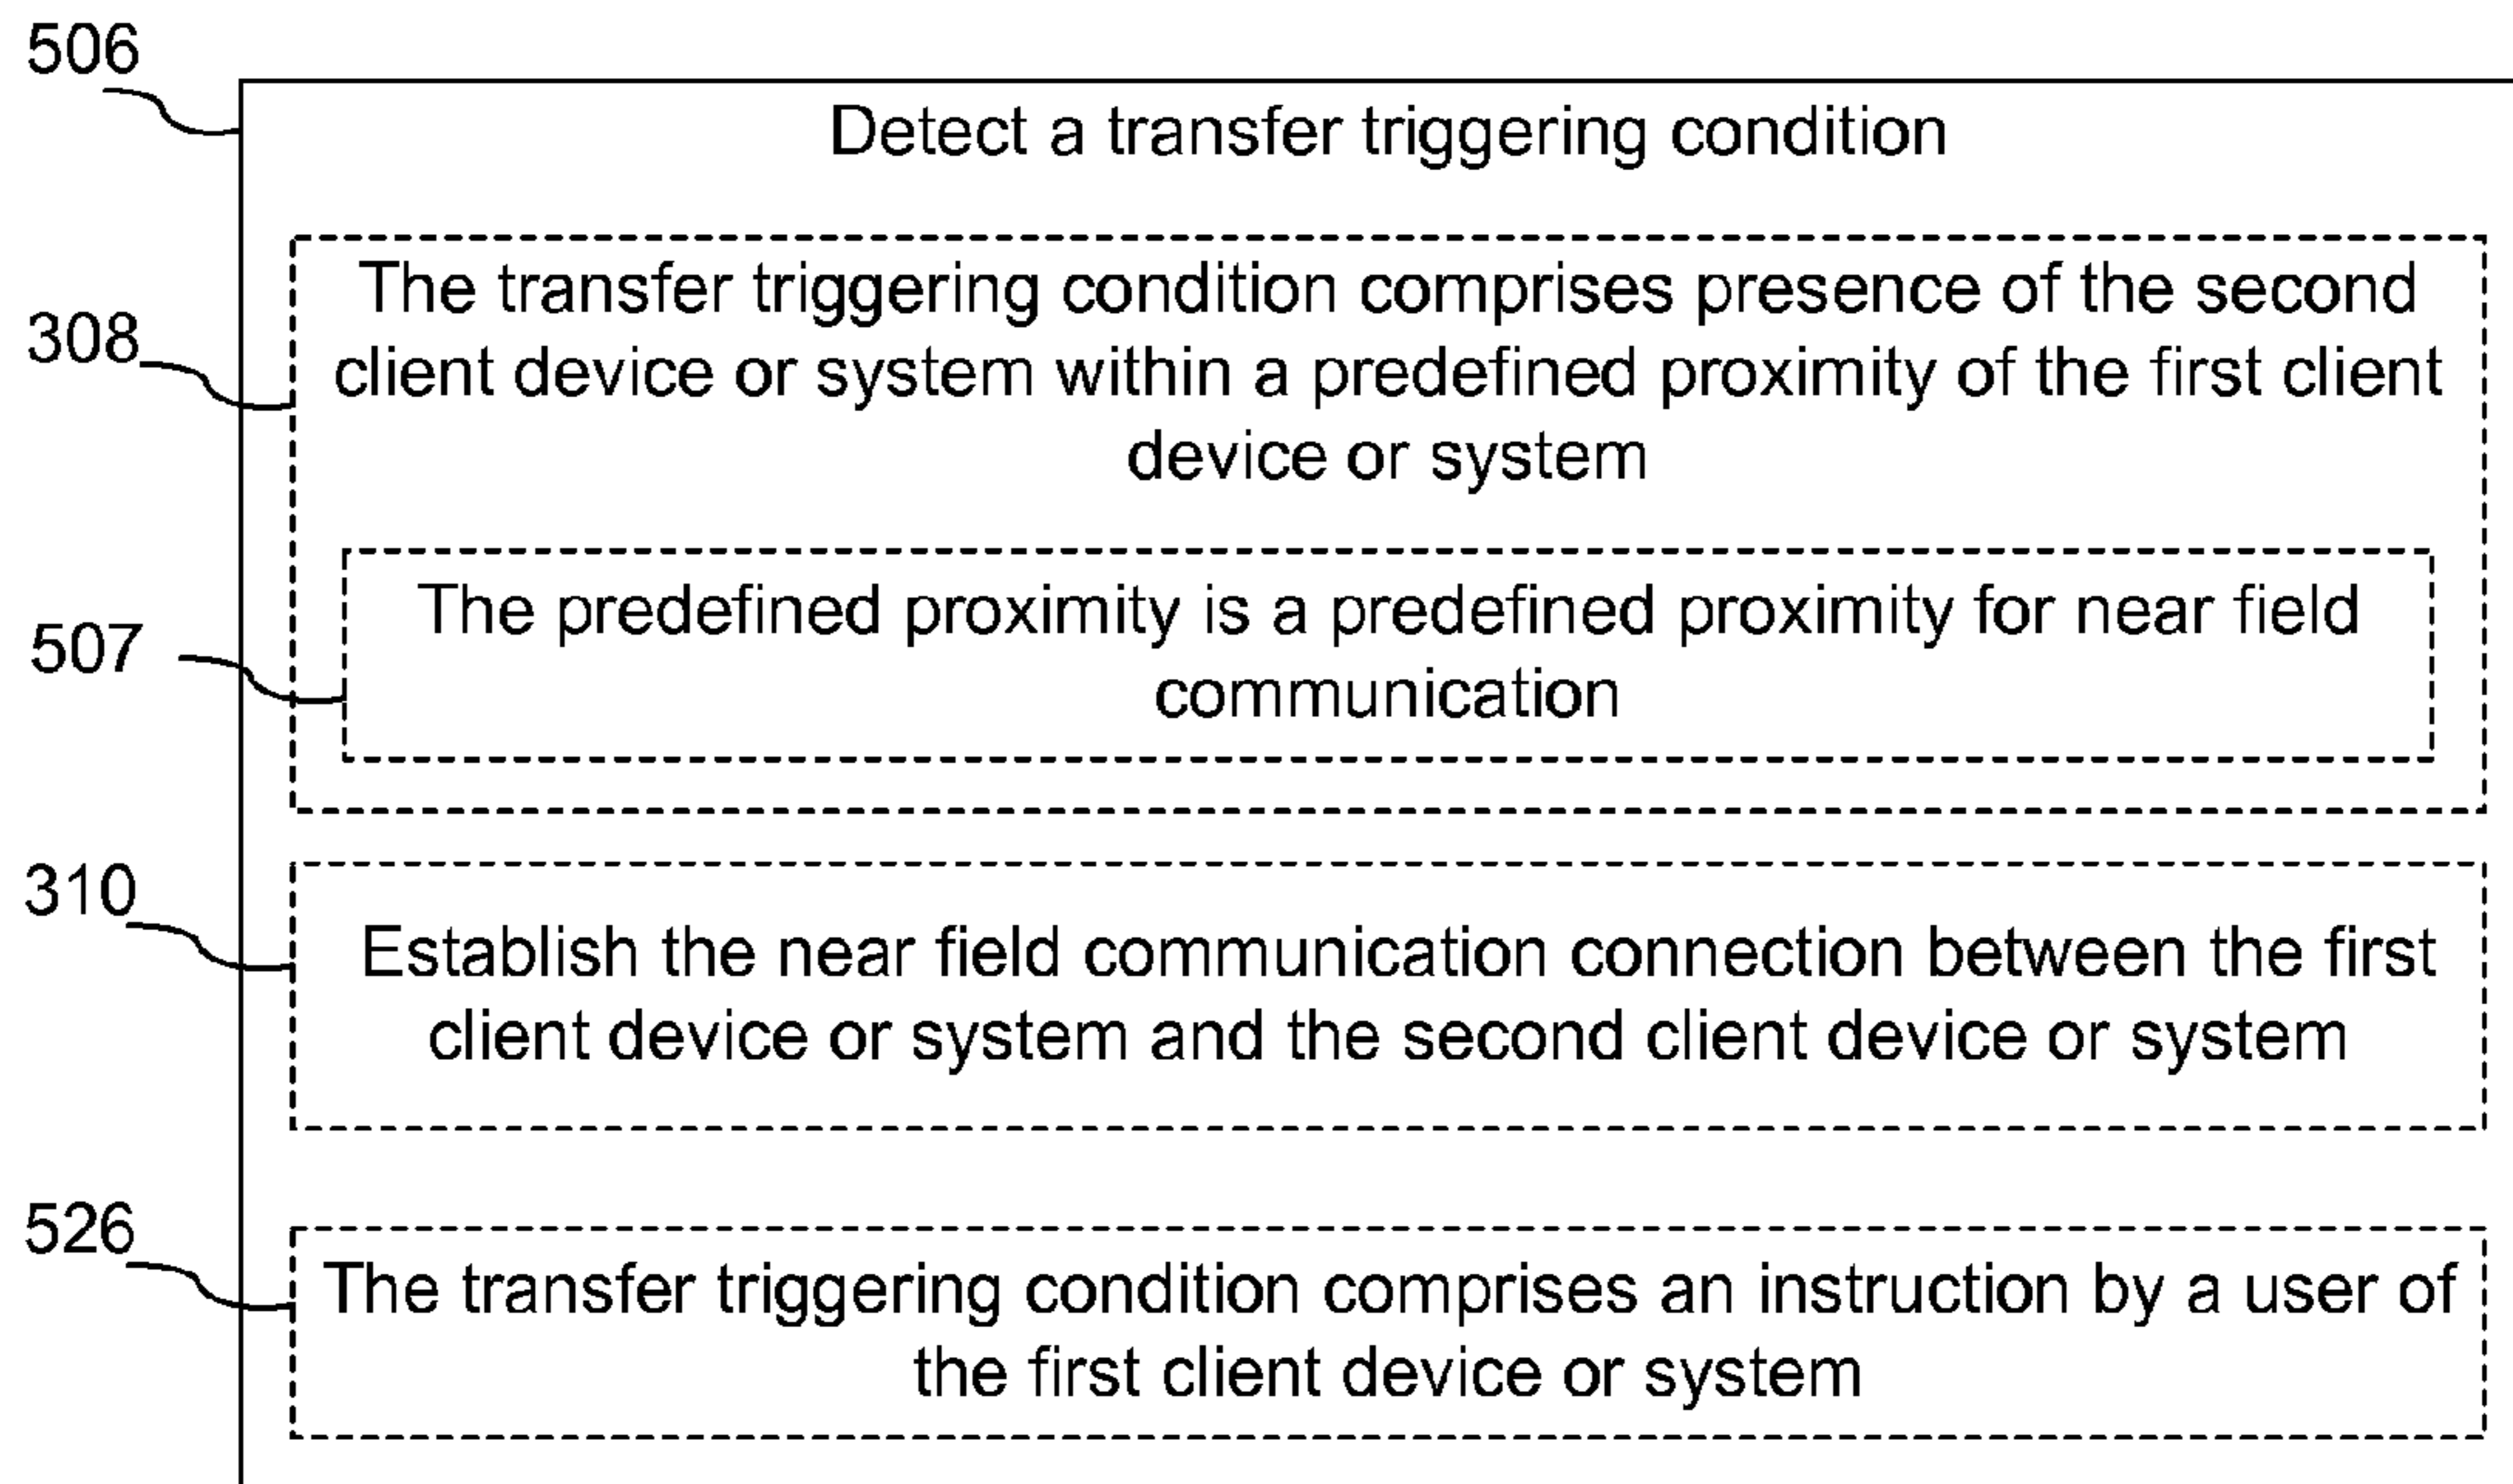 506
Detect a transfer triggering condition
308
The transfer triggering condition comprises presence of the second
client device or system within a predefined proximity of the first client
device or system
507
The predefined proximity is a predefined proximity for near field
communication
310
Establish the near field communication connection between the first
client device or system and the second client device or system
526
The transfer triggering condition comprises an instruction by a user of
the first client device or system